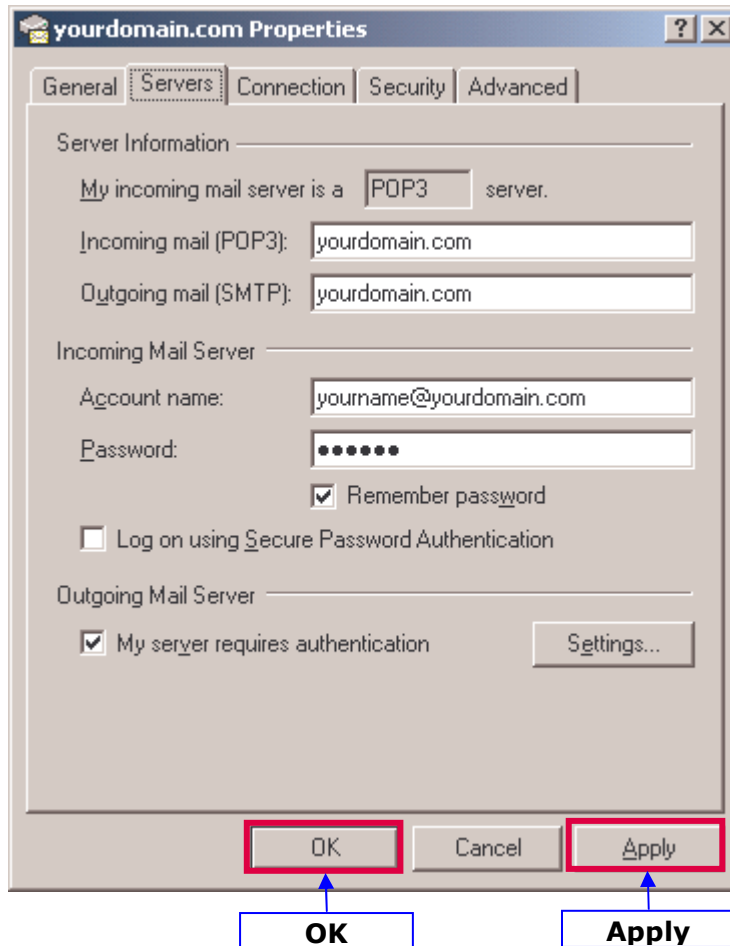 yourdomain.com Properties
General Servers Connection Security Advanced
Server Information
My incoming mail server is a POP3 server.
Incoming mail (POP3): yourdomain.com
Outgoing mail (SMTP): yourdomain.com
Incoming Mail Server
Account name: yourname@yourdomain.com
Password: ●●●●●●
Remember password
Log on using Secure Password Authentication
Outgoing Mail Server
My server requires authentication Settings...
OK Cancel Apply
OK Apply